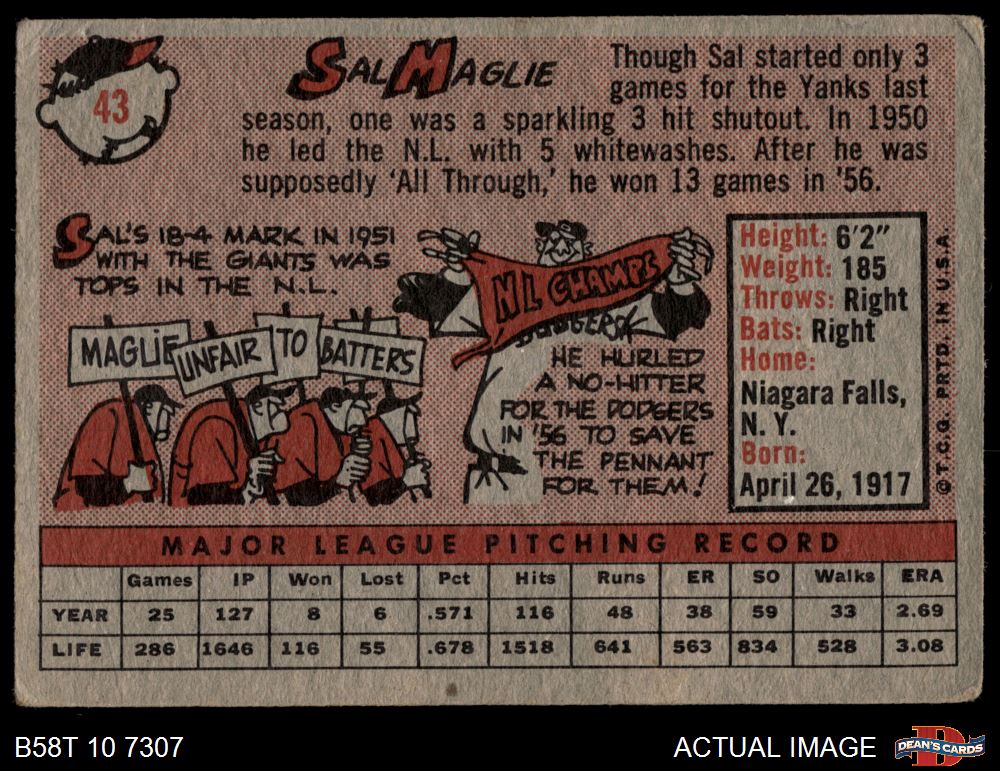 43
SAL MAGLIE
Though Sal started only 3
games for the Yanks last
season, one was a sparkling 3 hit shutout. In 1950
he led the N.L. with 5 whitewashes. After he was
supposedly 'All Through,' he won 13 games in '56.
SAL'S 18-4 MARK IN 1951
WITH THE GIANTS WAS
TOPS IN THE N.L.
MAGLIE UNFAIR TO BATTERS
N L CHAMPS
DODGERS
HE HURLED
A NO-HITTER
FOR THE DODGERS
IN '56 TO SAVE
THE PENNANT
FOR THEM!
Height: 6'2"
Weight: 185
Throws: Right
Bats: Right
Home:
Niagara Falls,
N. Y.
Born:
April 26, 1917
© T.C.G. PRTD. IN U.S.A.
MAJOR LEAGUE PITCHING RECORD
Games IP Won Lost Pct Hits Runs ER SO Walks ERA
YEAR 25 127 8 6 .571 116 48 38 59 33 2.69
LIFE 286 1646 116 55 .678 1518 641 563 834 528 3.08
B58T 10 7307
ACTUAL IMAGE
D
DEAN'S CARDS